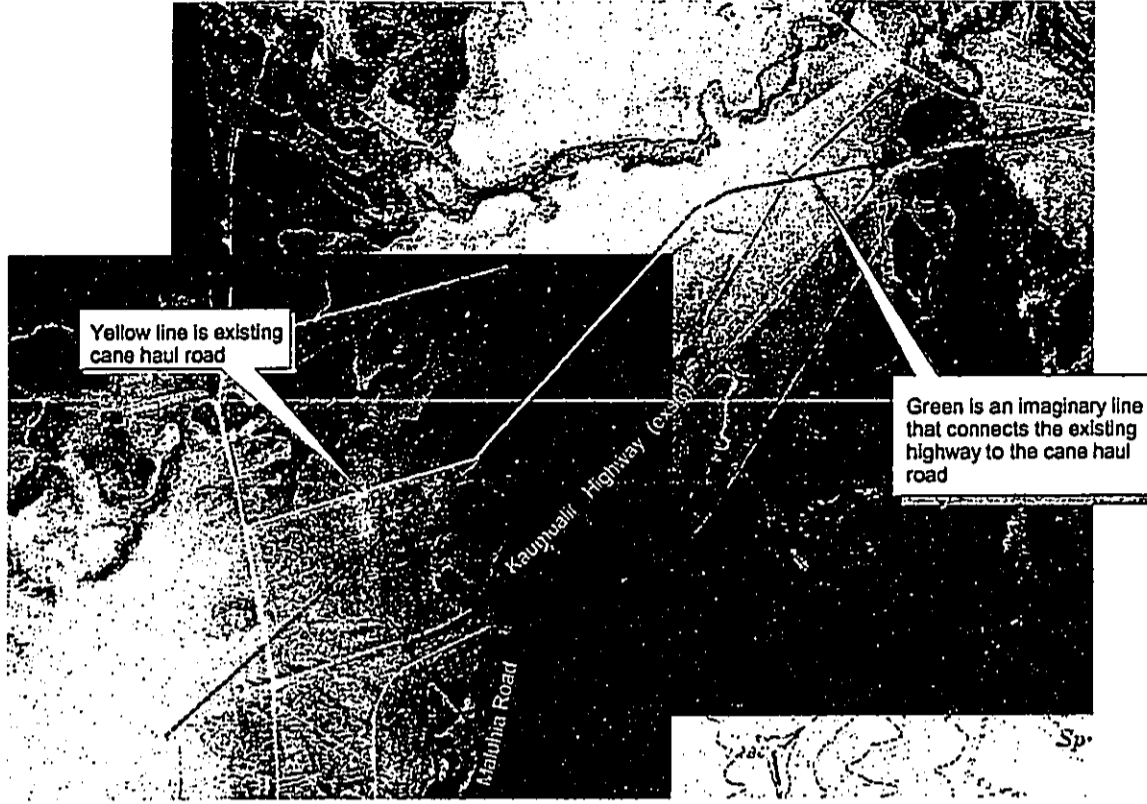 Yellow line is existing
cane haul road
Green is an imaginary line
that connects the existing
highway to the cane haul
road
Kaumualii Highway
Maluhia Road
Sp